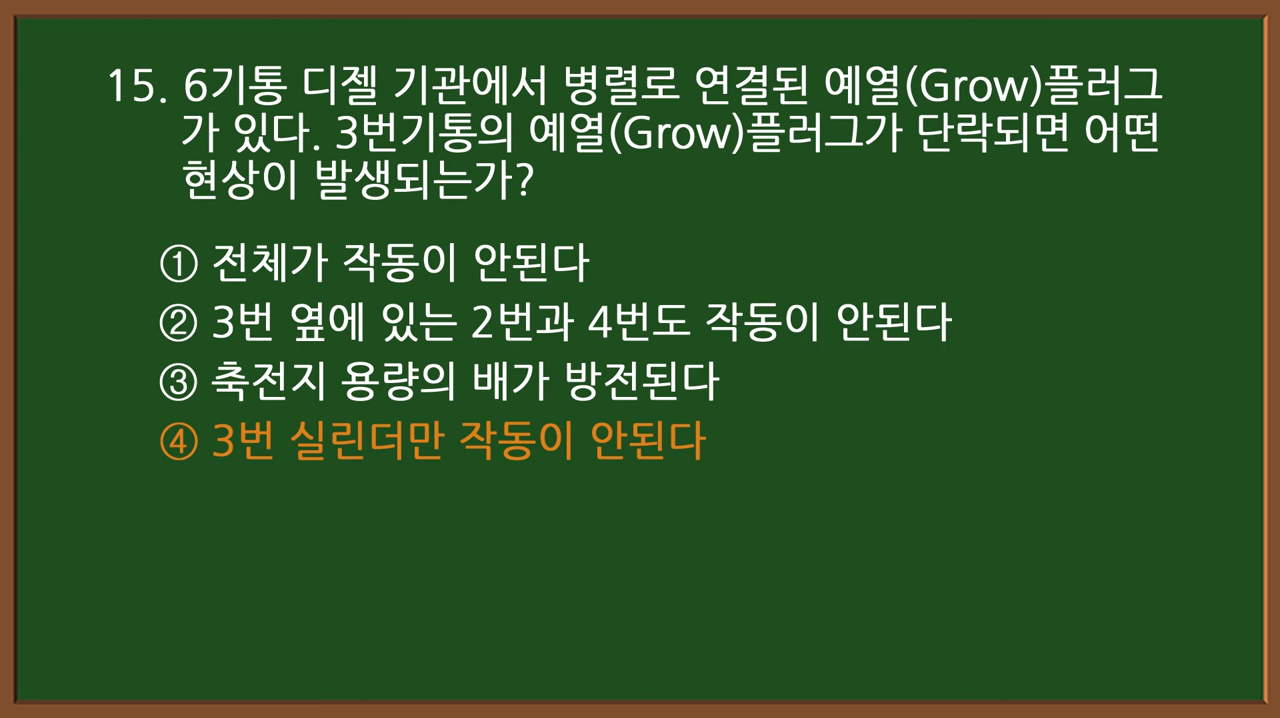 15. 6기통 디젤 기관에서 병렬로 연결된 예열(Grow)플러그
가 있다. 3번기통의 예열(Grow)플러그가 단락되면 어떤
현상이 발생되는가?
① 전체가 작동이 안된다
② 3번 옆에 있는 2번과 4번도 작동이 안된다
③ 축전지 용량의 배가 방전된다
④ 3번 실린더만 작동이 안된다